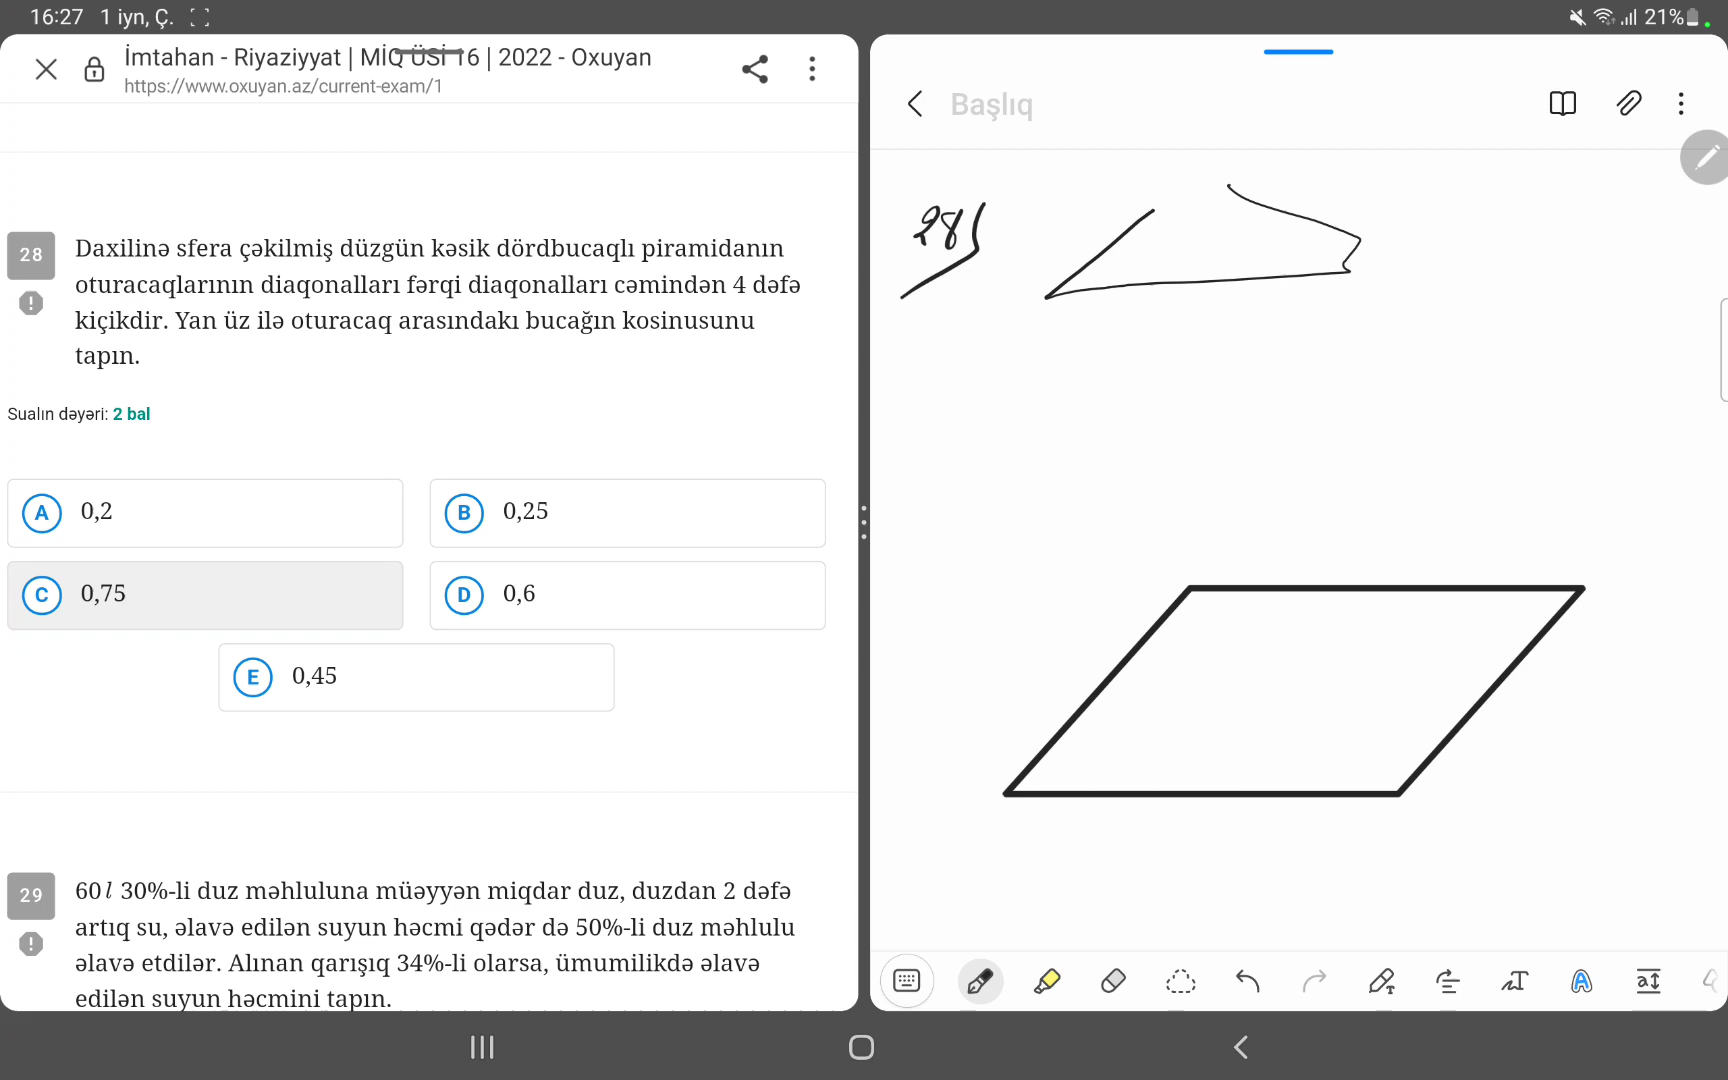 16:27 1 iyn, Ç.
21%
İmtahan - Riyaziyyat | MİQ ÜSİ 16 | 2022 - Oxuyan
https://www.oxuyan.az/current-exam/1
28
Daxilinə sfera çəkilmiş düzgün kəsik dördbucaqlı piramidanın
oturacaqlarının diaqonalları fərqi diaqonalları cəmindən 4 dəfə
kiçikdir. Yan üz ilə oturacaq arasındakı bucağın kosinusunu
tapın.
Sualın dəyəri: 2 bal
A 0,2
B 0,25
C 0,75
D 0,6
E 0,45
29
60 l 30%-li duz məhluluna müəyyən miqdar duz, duzdan 2 dəfə
artıq su, əlavə edilən suyun həcmi qədər də 50%-li duz məhlulu
əlavə etdilər. Alınan qarışıq 34%-li olarsa, ümumilikdə əlavə
edilən suyun həcmini tapın.
Başlıq
28